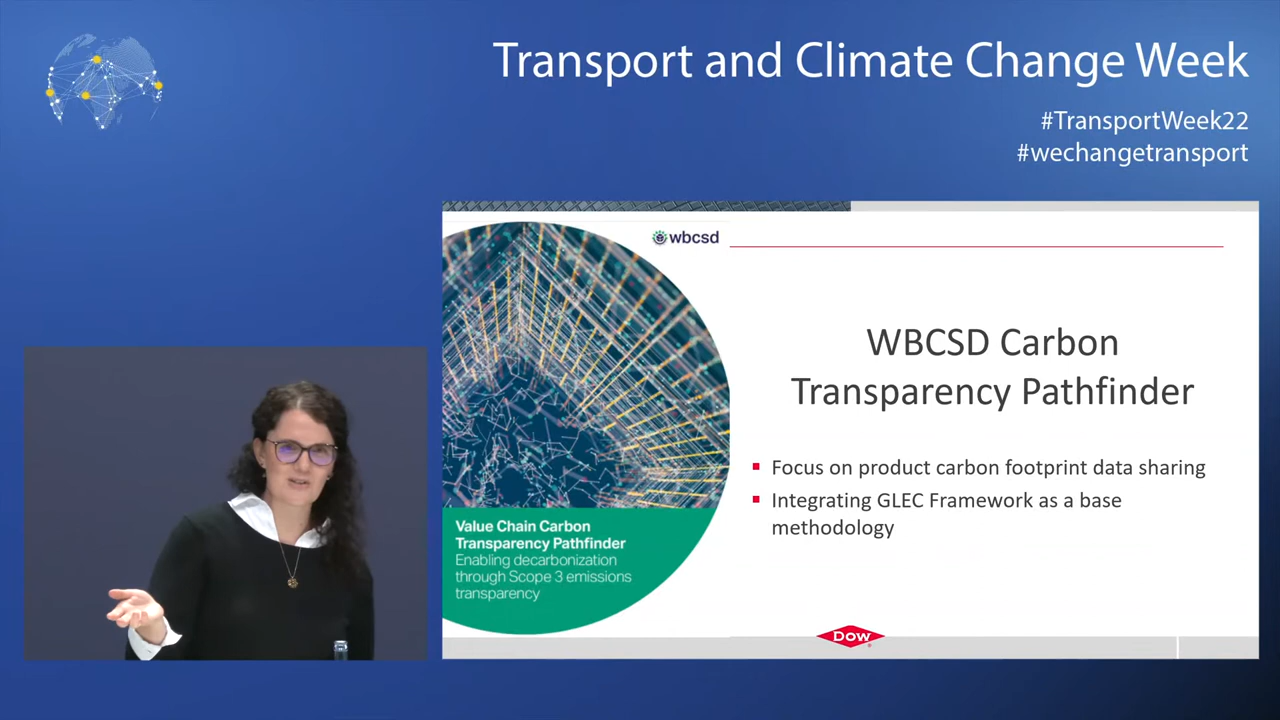 Transport and Climate Change Week
#TransportWeek22
#wechangetransport
wbcsd
WBCSD Carbon
Transparency Pathfinder
Focus on product carbon footprint data sharing
Integrating GLEC Framework as a base
methodology
Value Chain Carbon
Transparency Pathfinder
Enabling decarbonization
through Scope 3 emissions
transparency
Dow